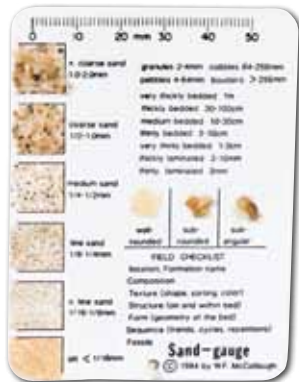 0 10 20 mm 30 40 50
v. coarse sand
1.0-2.0mm
coarse sand
1/2-1.0mm
medium sand
1/4-1/2mm
fine sand
1/8-1/4mm
v. fine sand
1/16-1/8mm
silt < 1/16mm
granules 2-4mm cobbles 64-256mm
pebbles 4-64mm boulders > 256mm
very thickly bedded 1m
thickly bedded 30-100cm
medium bedded 10-30cm
thinly bedded 3-10cm
very thinly bedded 1-3cm
thickly laminated 3-10mm
thinly laminated 3mm
well rounded
sub-rounded
sub-angular
FIELD CHECKLIST
location, Formation name
Composition
Texture (shape, sorting, color)
Structure (on and within bed)
Form (geometry of the bed)
Sequence (trends, cycles, repetitions)
Fossils
Sand-gauge
© 1984 by W.F. McCollough